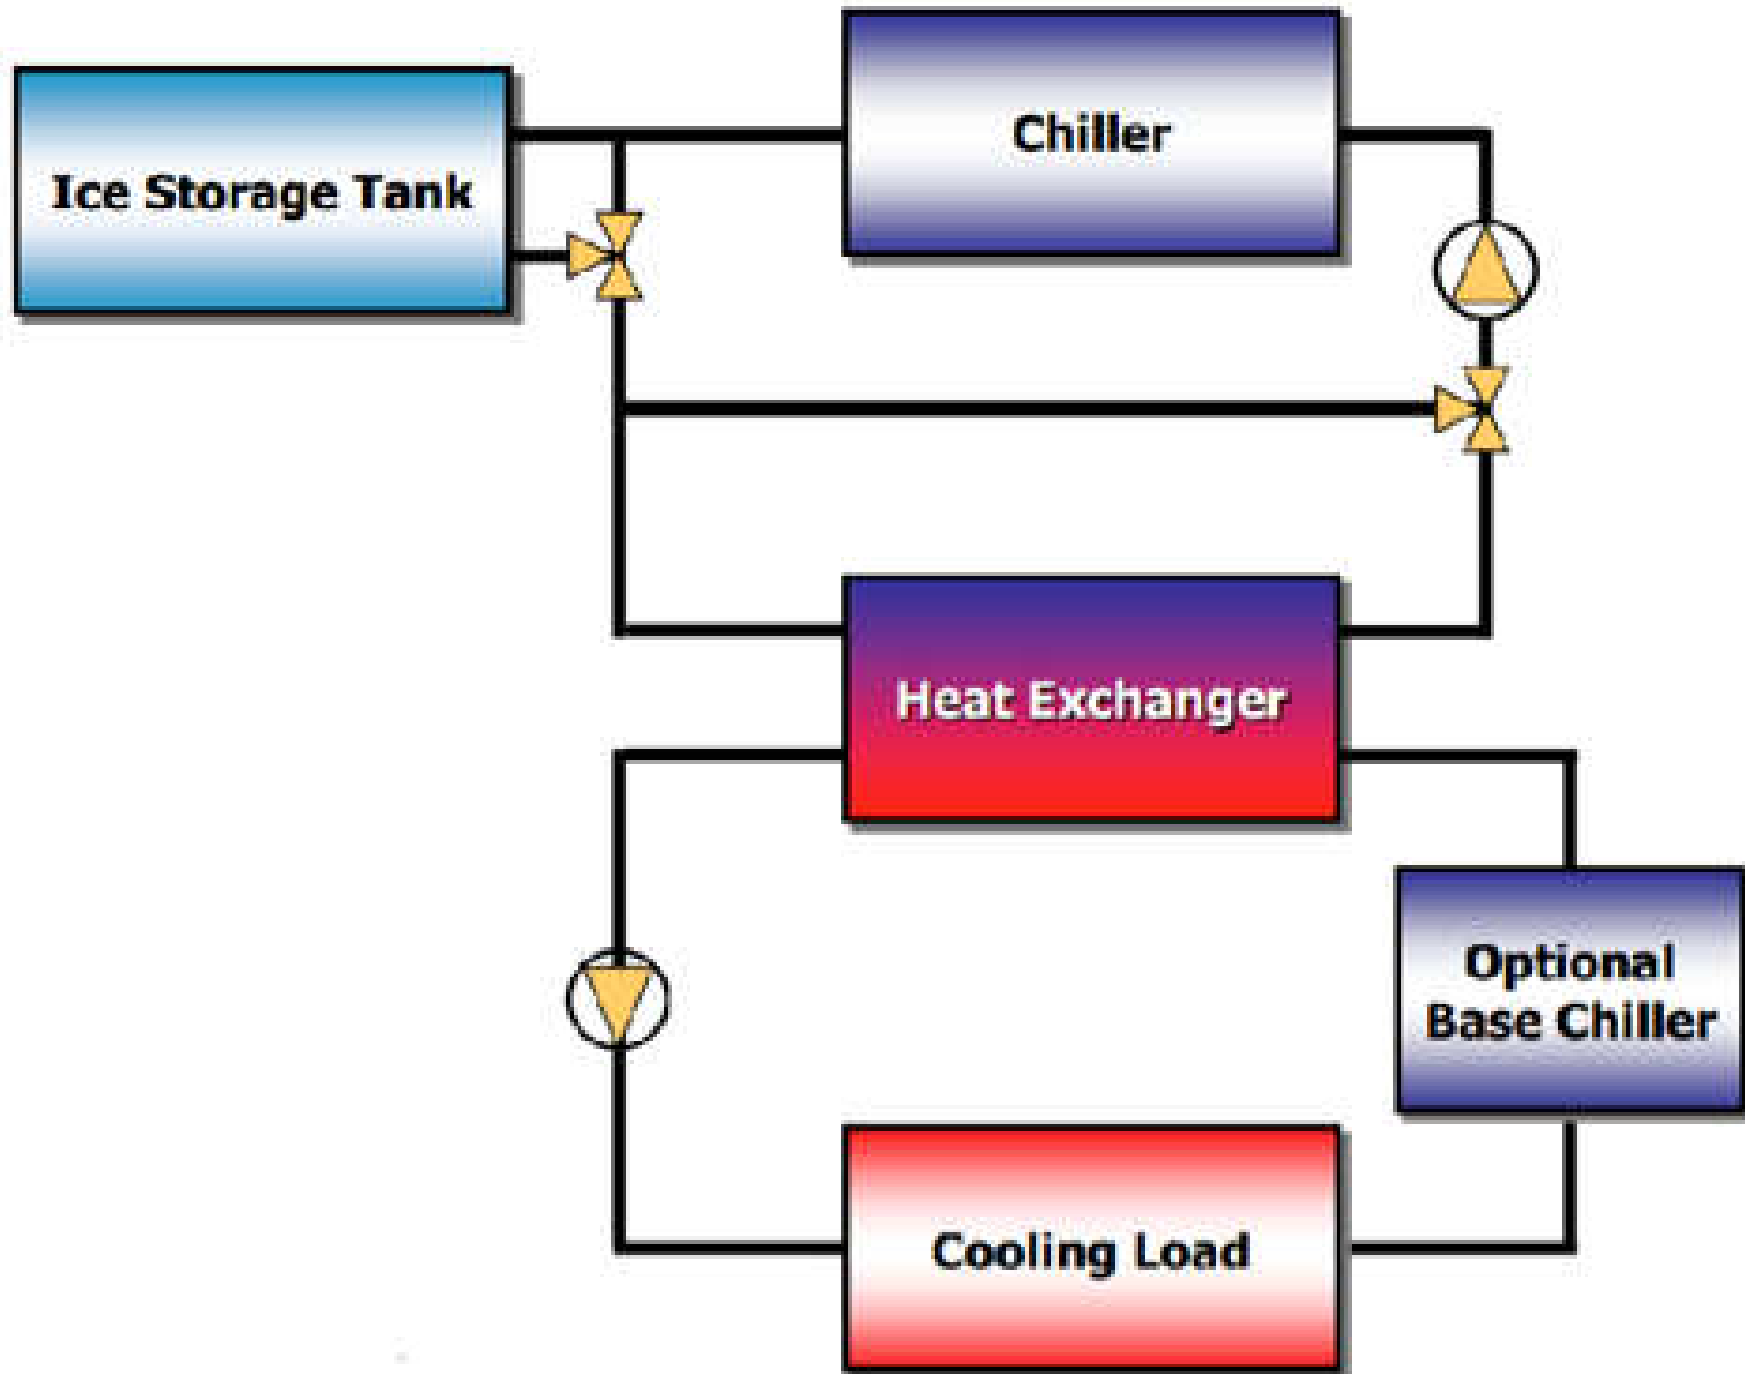 Chiller
Ice Storage Tank
Heat Exchanger
Optional
Base Chiller
Cooling Load